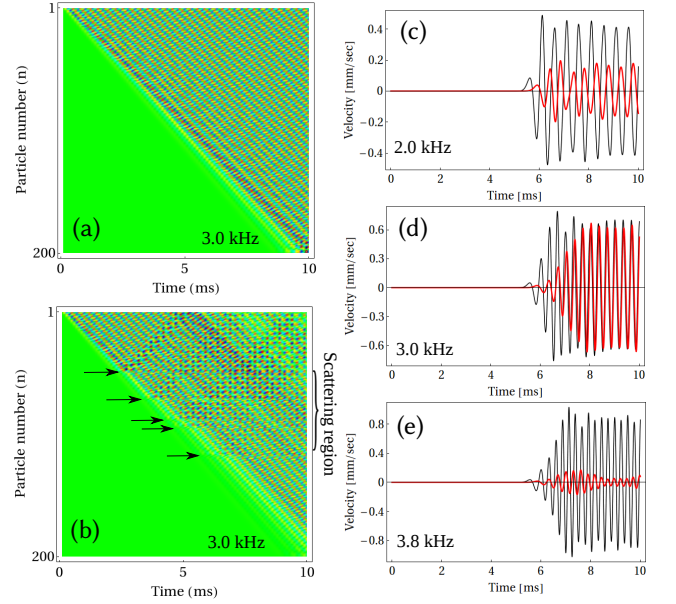 1
Particle number (n)
(a)
3.0 kHz
200
0
5
10
Time (ms)
1
Particle number (n)
Scattering region
(b)
3.0 kHz
200
0
5
10
Time (ms)
(c)
0.4
0.2
0
−0.2
−0.4
Velocity [mm/sec]
2.0 kHz
0 2 4 6 8 10
Time [ms]
(d)
0.6
0.3
0
−0.3
−0.6
Velocity [mm/sec]
3.0 kHz
0 2 4 6 8 10
Time [ms]
(e)
0.8
0.4
0
−0.4
−0.8
Velocity [mm/sec]
3.8 kHz
0 2 4 6 8 10
Time [ms]